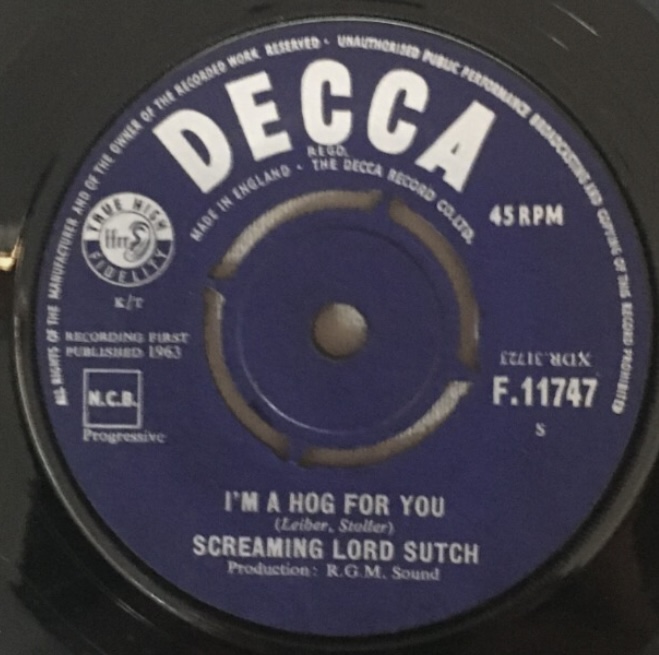 ALL RIGHTS OF THE MANUFACTURER AND OF THE OWNER OF THE RECORDED WORK RESERVED · UNAUTHORISED PUBLIC PERFORMANCE BROADCASTING AND COPYING OF THIS RECORD PROHIBITED
DECCA
REGD.
MADE IN ENGLAND · THE DECCA RECORD CO. LTD.
45 RPM
TRUE HIGH
ffrr
FIDELITY
K/T
RECORDING FIRST
PUBLISHED 1963
N.C.B.
Progressive
XDR.31723
F.11747
S
I'M A HOG FOR YOU
(Leiber, Stoller)
SCREAMING LORD SUTCH
Production: R.G.M. Sound